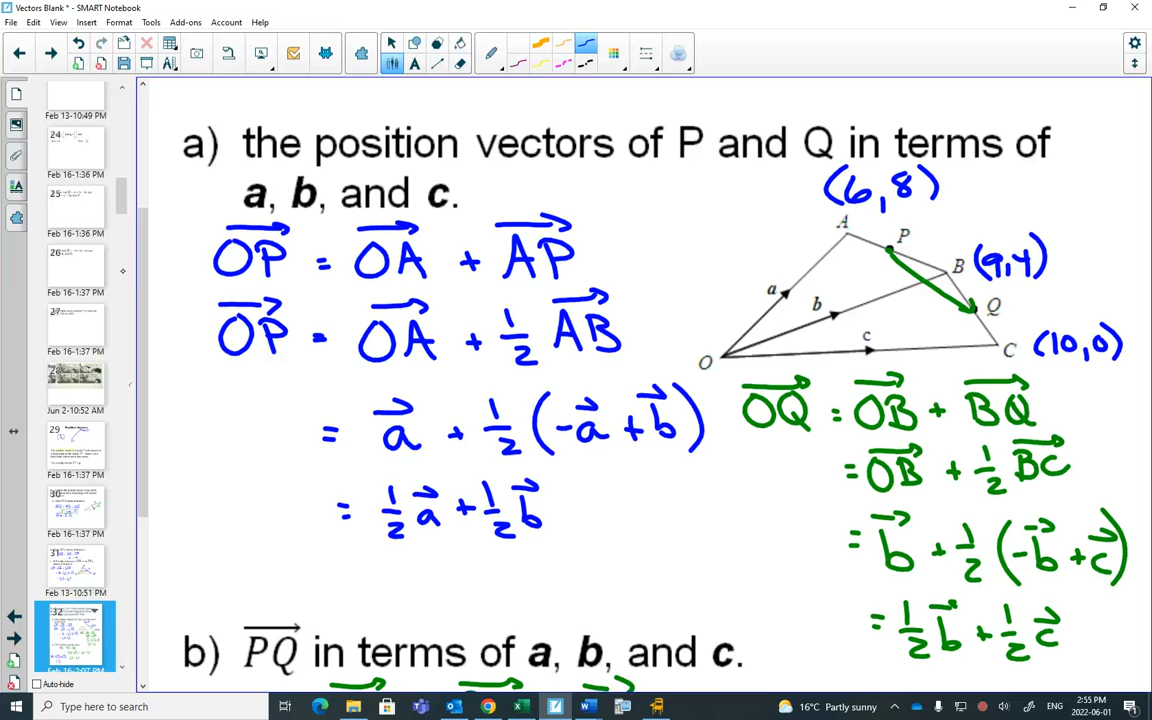 Vectors Blank * - SMART Notebook
File Edit View Insert Format Tools Add-ons Account Help
Feb 13-10:49 PM
24
Feb 16-1:36 PM
25
Feb 16-1:36 PM
26
Feb 16-1:37 PM
27
Feb 16-1:37 PM
28
Jun 2-10:52 AM
29
Feb 16-1:37 PM
30
Feb 16-1:37 PM
31
Feb 13-10:51 PM
32
Feb 16-2:07 PM
Auto-hide
a) the position vectors of P and Q in terms of
a, b, and c.
(6,8)
A
P
B (9,4)
a
b
Q
c
O
C (10,0)
→OP = →OA + →AP
→OP = →OA + 1/2 →AB
= →a + 1/2 (-→a + →b)
= 1/2 →a + 1/2 →b
→OQ = →OB + →BQ
= →OB + 1/2 →BC
= →b + 1/2 (-→b + →c)
= 1/2 →b + 1/2 →c
b) →PQ in terms of a, b, and c.
Type here to search
16°C Partly sunny
2:55 PM
2022-06-01